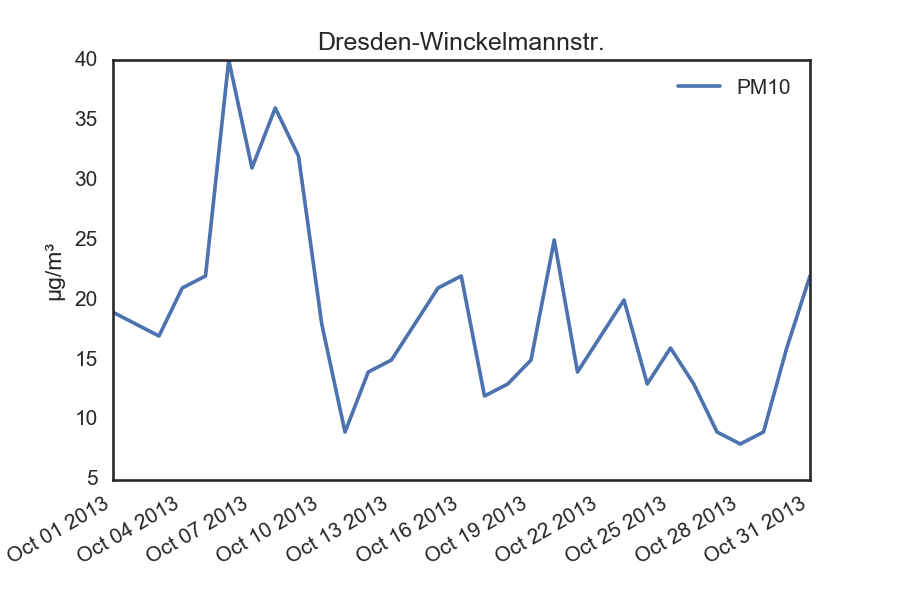 Dresden-Winckelmannstr.
40
35
30
25
20
15
10
5
µg/m³
PM10
Oct 01 2013
Oct 04 2013
Oct 07 2013
Oct 10 2013
Oct 13 2013
Oct 16 2013
Oct 19 2013
Oct 22 2013
Oct 25 2013
Oct 28 2013
Oct 31 2013